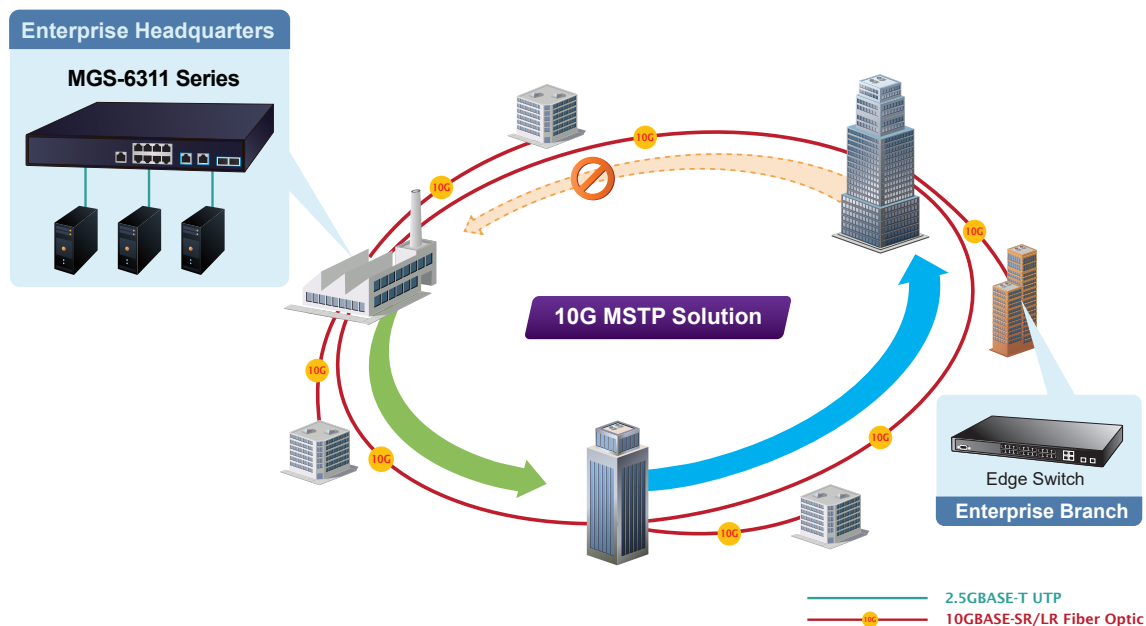 Enterprise Headquarters
MGS-6311 Series
10G
10G
10G
10G MSTP Solution
10G
10G
10G
10G
Edge Switch
Enterprise Branch
2.5GBASE-T UTP
10G
10GBASE-SR/LR Fiber Optic